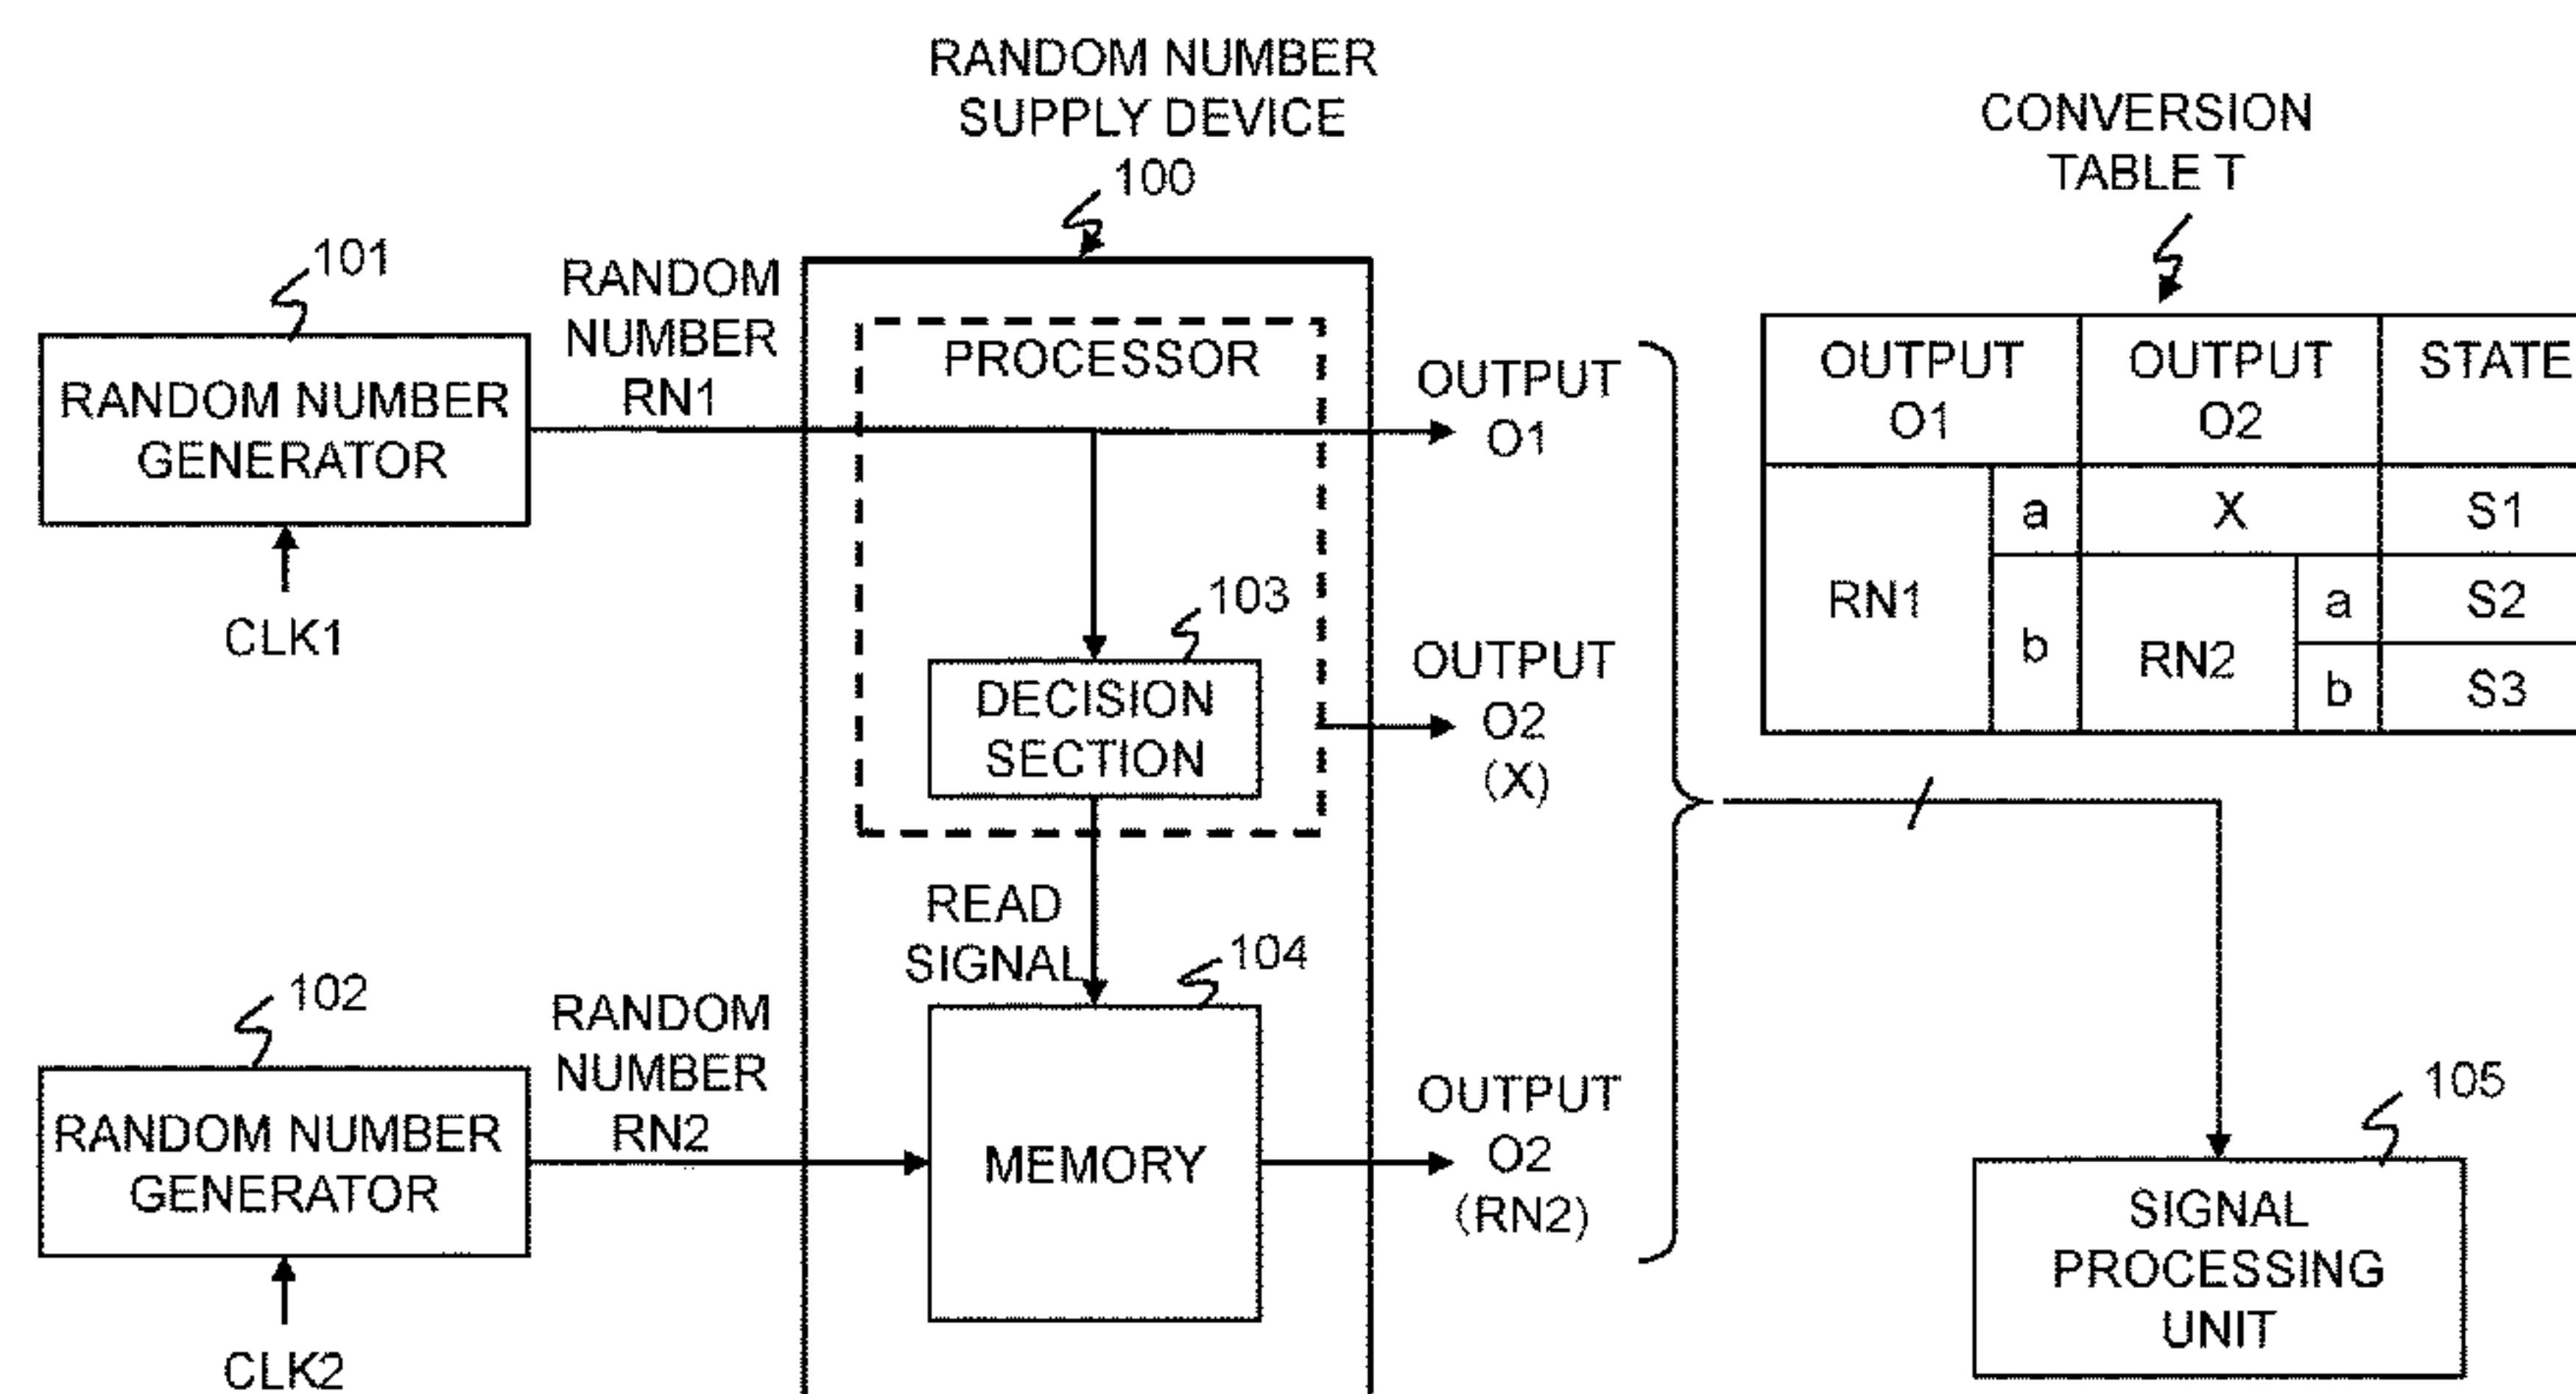 RANDOM NUMBER
SUPPLY DEVICE
100
CONVERSION
TABLE T
101
RANDOM NUMBER
GENERATOR
CLK1
RANDOM
NUMBER
RN1
PROCESSOR
OUTPUT
O1
103
DECISION
SECTION
OUTPUT
O2
(X)
OUTPUT
O1
OUTPUT
O2
STATE
RN1
a
X
S1
b
RN2
a
S2
b
S3
READ
SIGNAL
104
MEMORY
102
RANDOM NUMBER
GENERATOR
CLK2
RANDOM
NUMBER
RN2
OUTPUT
O2
(RN2)
105
SIGNAL
PROCESSING
UNIT